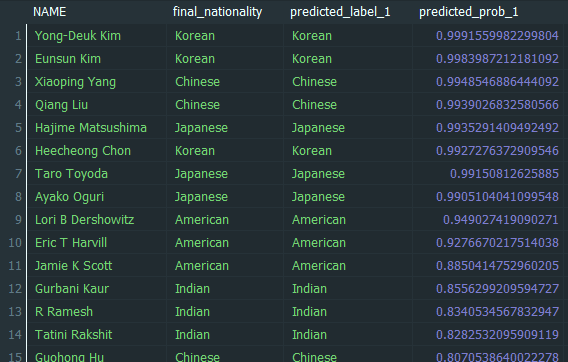 NAME final_nationality predicted_label_1 predicted_prob_1
1 Yong-Deuk Kim Korean Korean 0.9991559982299804
2 Eunsun Kim Korean Korean 0.9983987212181092
3 Xiaoping Yang Chinese Chinese 0.9948546886444092
4 Qiang Liu Chinese Chinese 0.9939026832580566
5 Hajime Matsushima Japanese Japanese 0.9935291409492492
6 Heecheong Chon Korean Korean 0.9927276372909546
7 Taro Toyoda Japanese Japanese 0.99150812625885
8 Ayako Oguri Japanese Japanese 0.9905104041099548
9 Lori B Dershowitz American American 0.949027419090271
10 Eric T Harvill American American 0.9276670217514038
11 Jamie K Scott American American 0.8850414752960205
12 Gurbani Kaur Indian Indian 0.8556299209594727
13 R Ramesh Indian Indian 0.8340534567832947
14 Tatini Rakshit Indian Indian 0.8282532095909119
15 Guohong Hu Chinese Chinese 0.8070538640022278